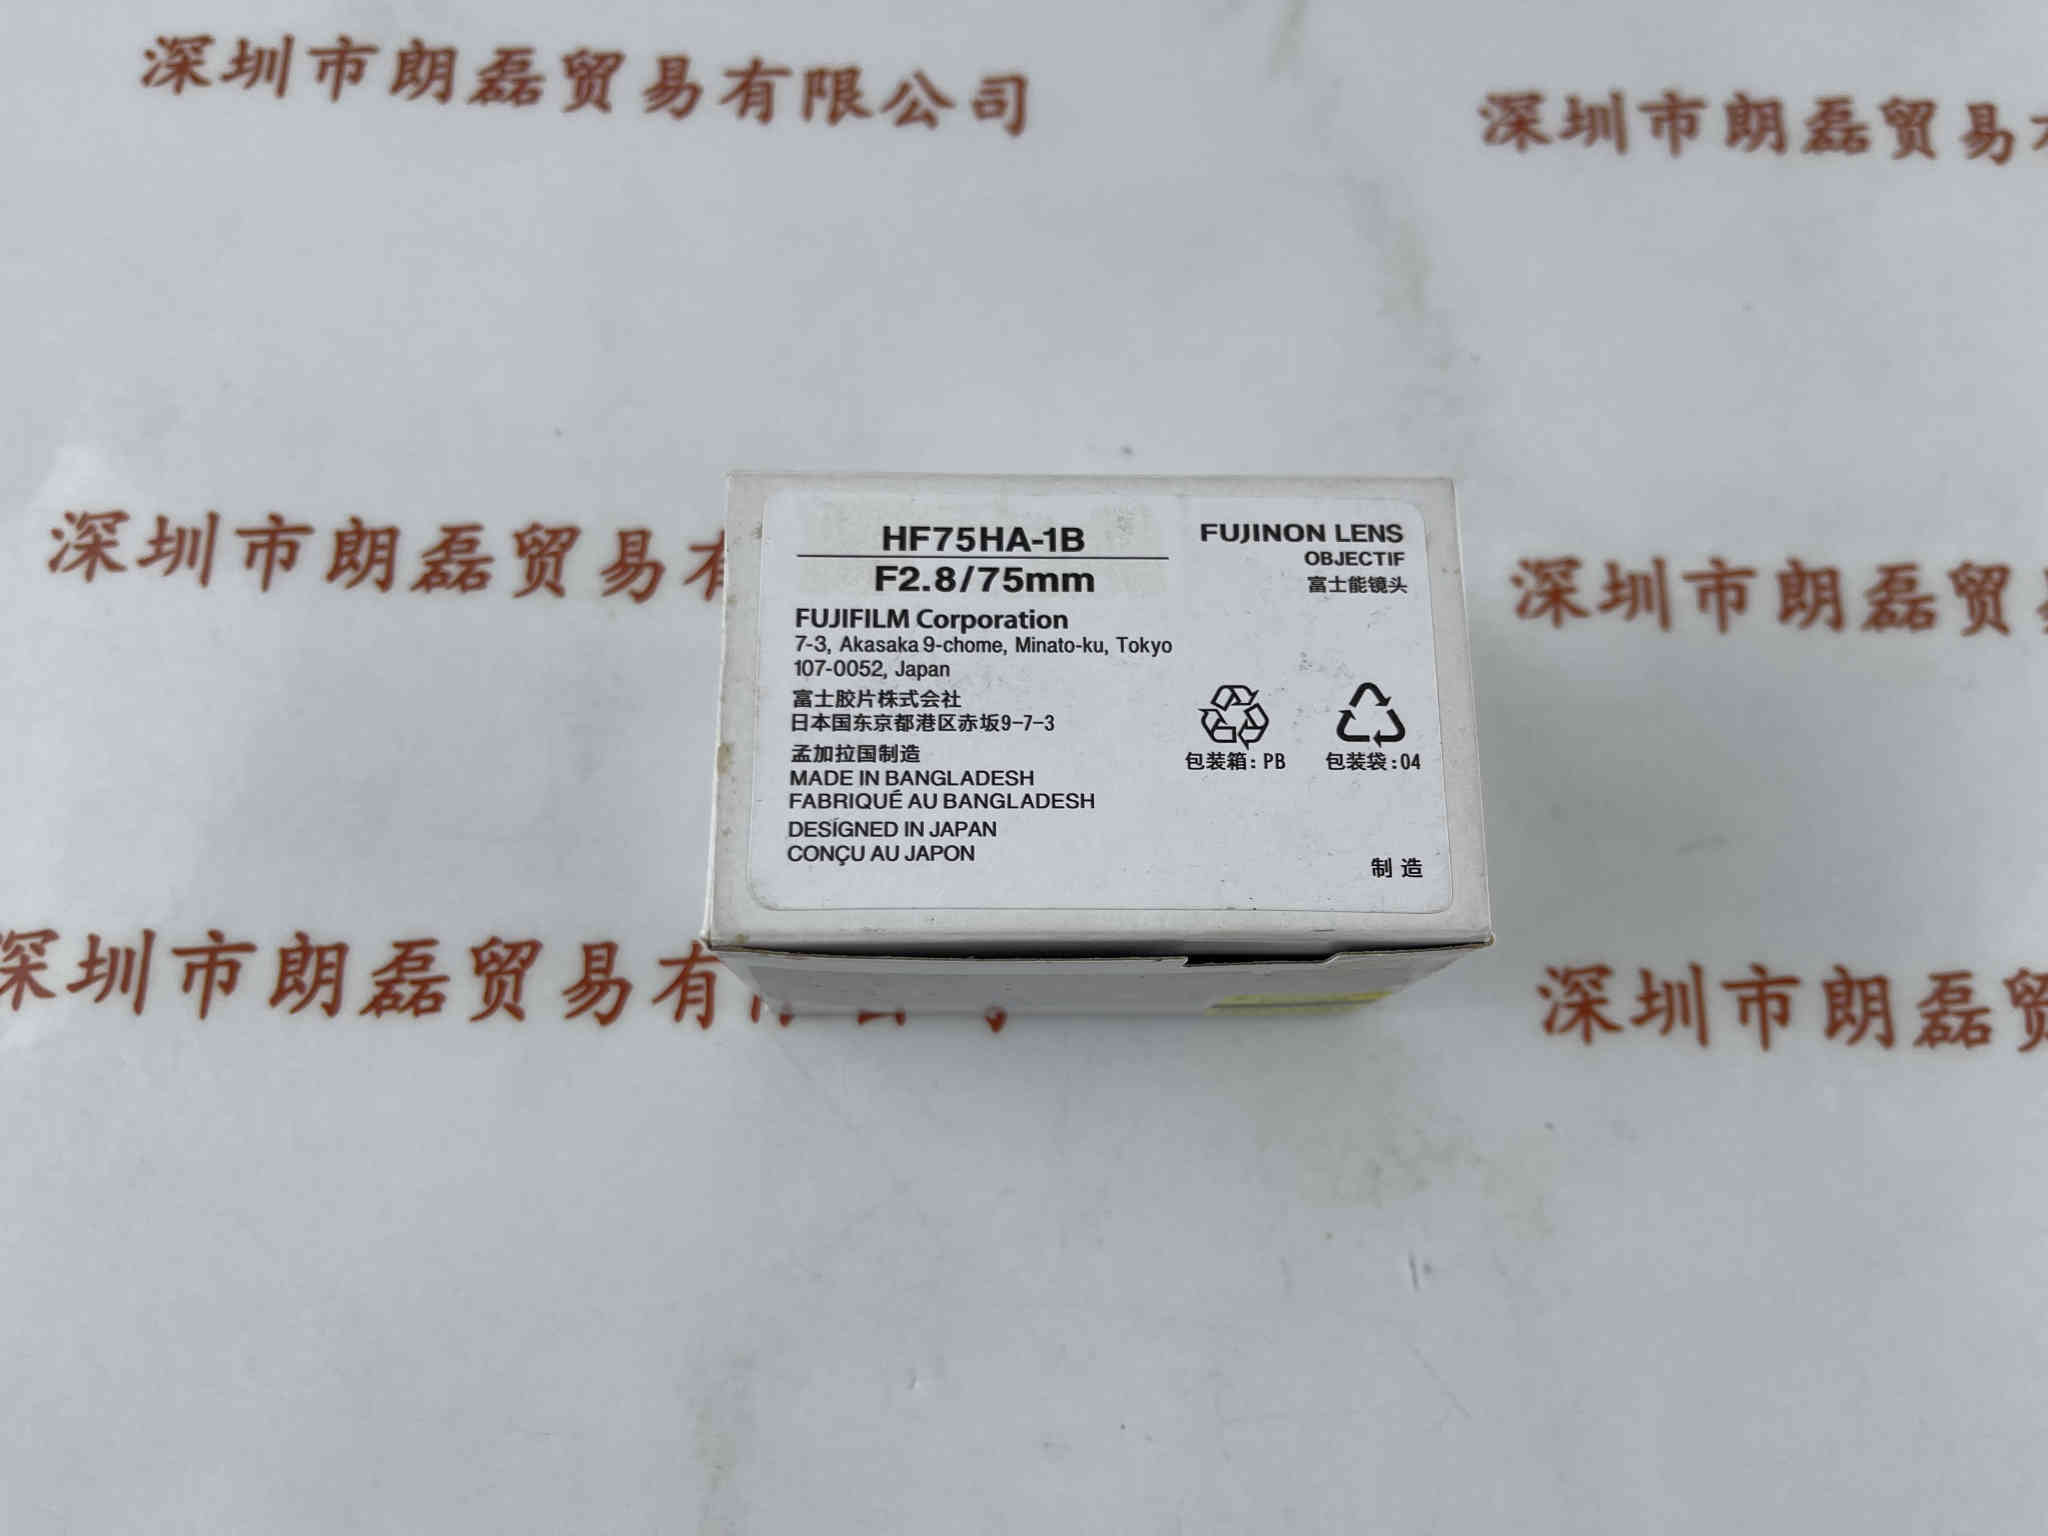 深圳市朗磊贸易有限公司
深圳市朗磊贸易
HF75HA-1B
F2.8/75mm
FUJINON LENS
OBJECTIF
富士能镜头
FUJIFILM Corporation
7-3, Akasaka 9-chome, Minato-ku, Tokyo
107-0052, Japan
富士胶片株式会社
日本国东京都港区赤坂9-7-3
孟加拉国制造
MADE IN BANGLADESH
FABRIQUÉ AU BANGLADESH
DESIGNED IN JAPAN
CONÇU AU JAPON
包装箱:PB
包装袋:04
制 造
深圳市朗磊贸易有
深圳市朗磊贸
深圳市朗磊贸易有
深圳市朗磊贸